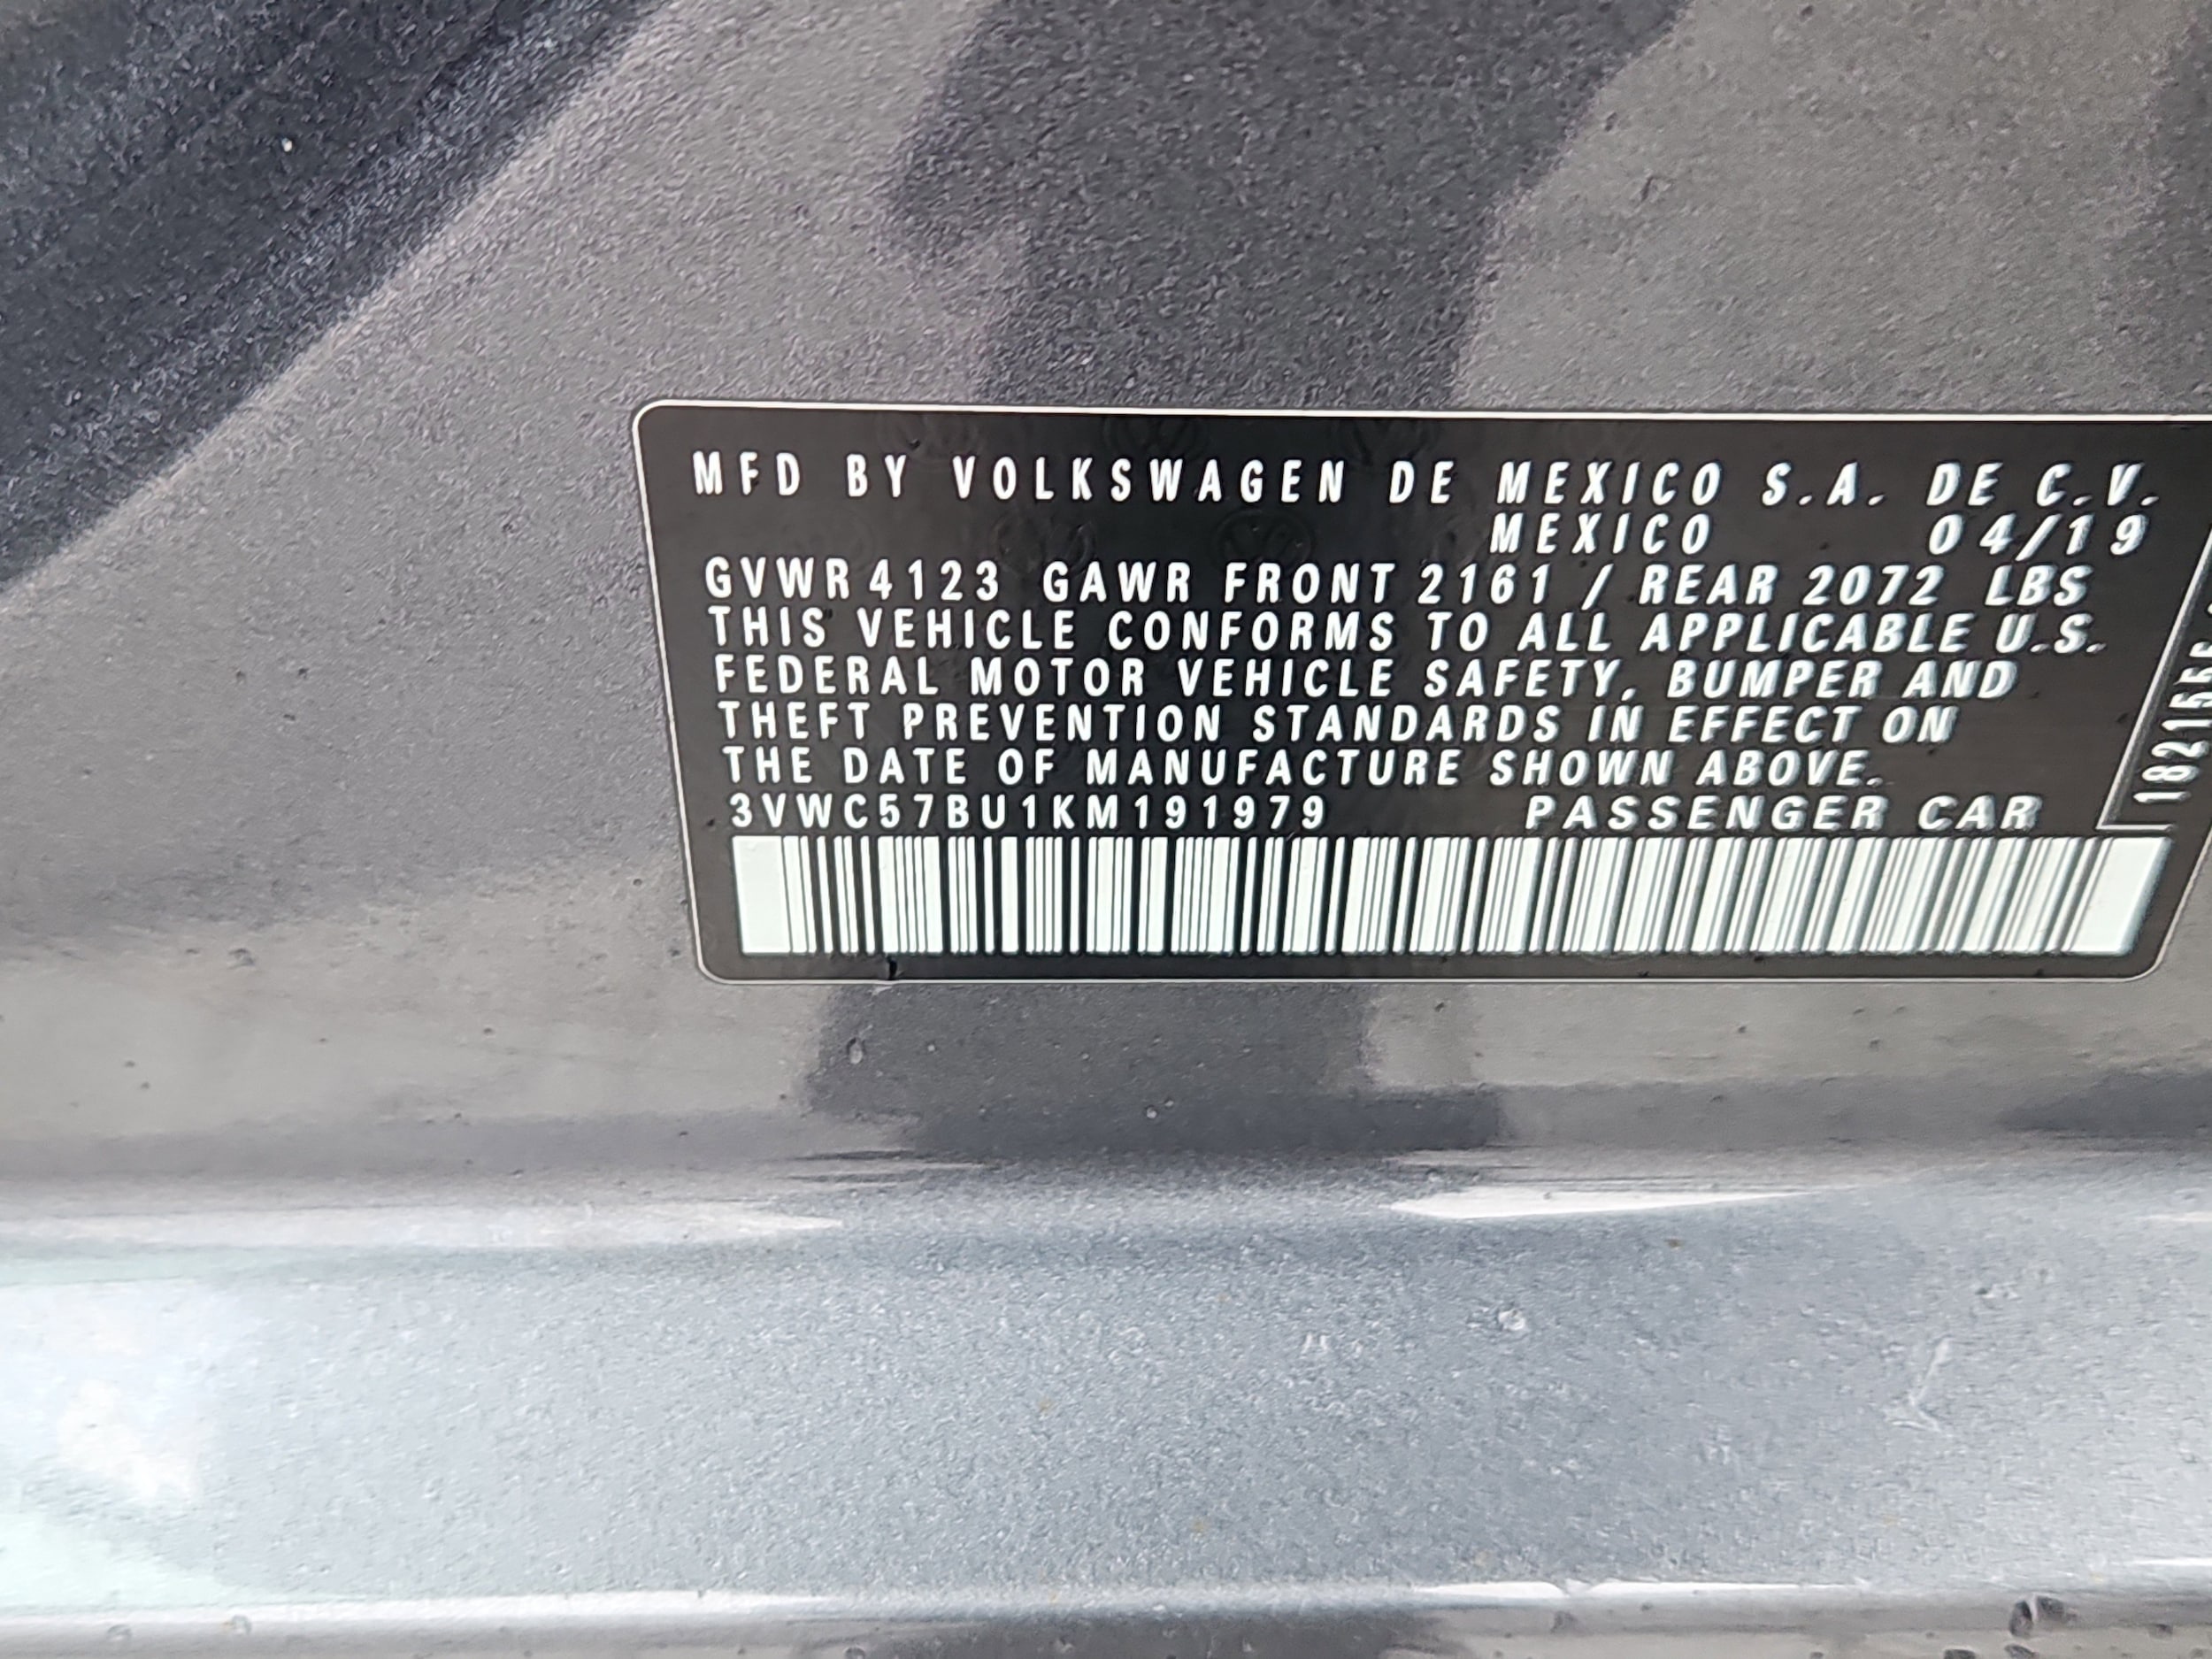 MFD BY VOLKSWAGEN DE MEXICO S.A. DE C.V.
MEXICO 04/19
GVWR 4123 GAWR FRONT 2161 / REAR 2072 LBS
THIS VEHICLE CONFORMS TO ALL APPLICABLE U.S.
FEDERAL MOTOR VEHICLE SAFETY, BUMPER AND
THEFT PREVENTION STANDARDS IN EFFECT ON
THE DATE OF MANUFACTURE SHOWN ABOVE.
3VWC57BU1KM191979 PASSENGER CAR